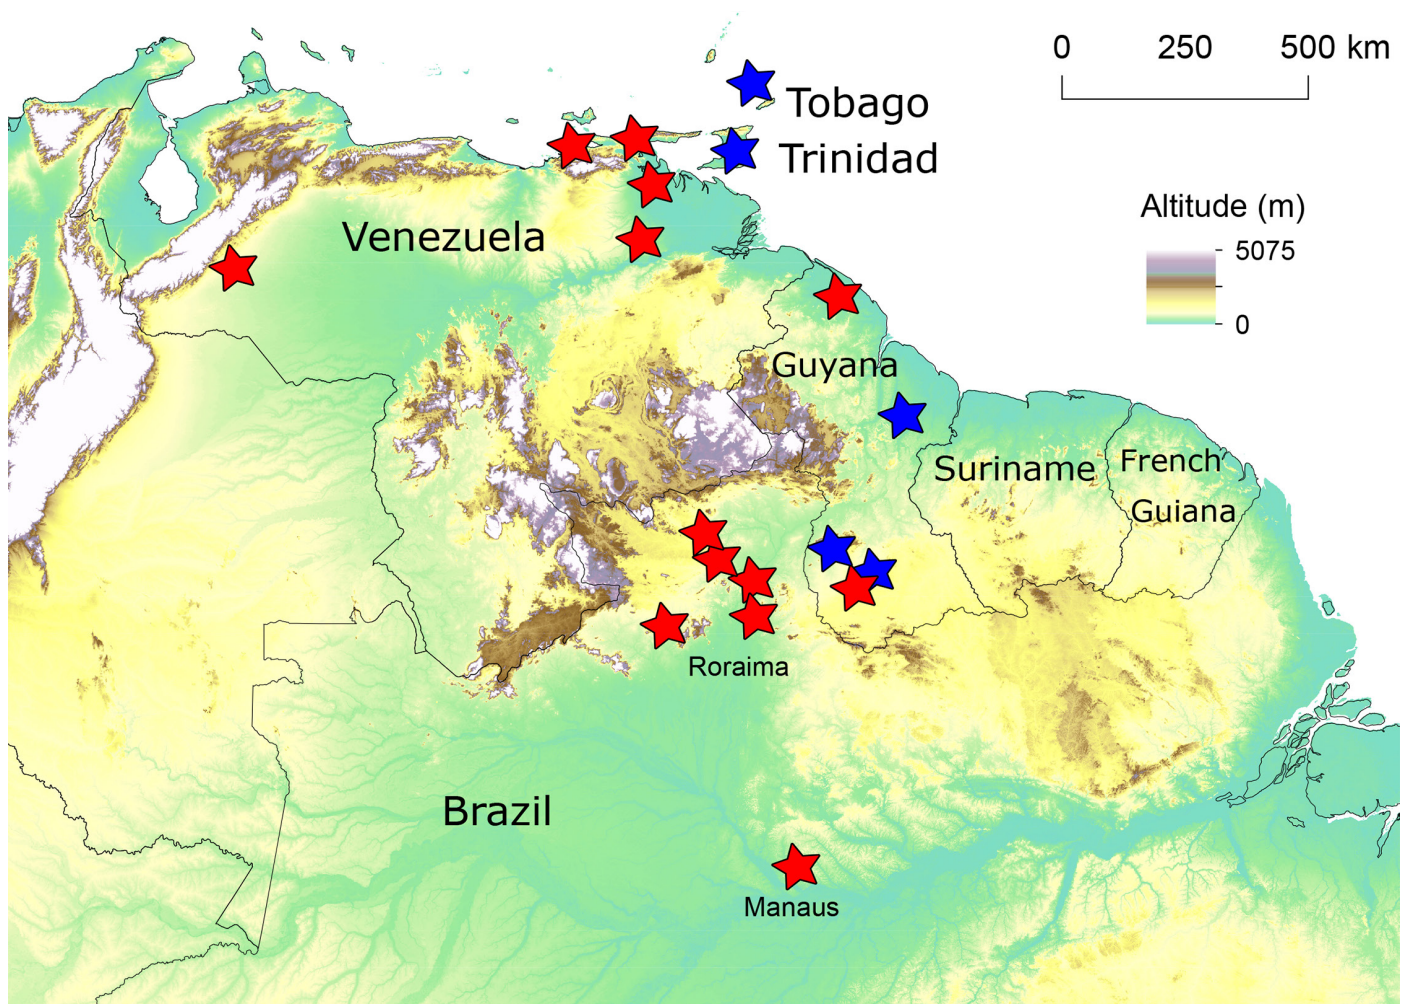 0 250 500 km
Tobago
Trinidad
Altitude (m)
5075
0
Venezuela
Guyana
Suriname
French
Guiana
Roraima
Brazil
Manaus